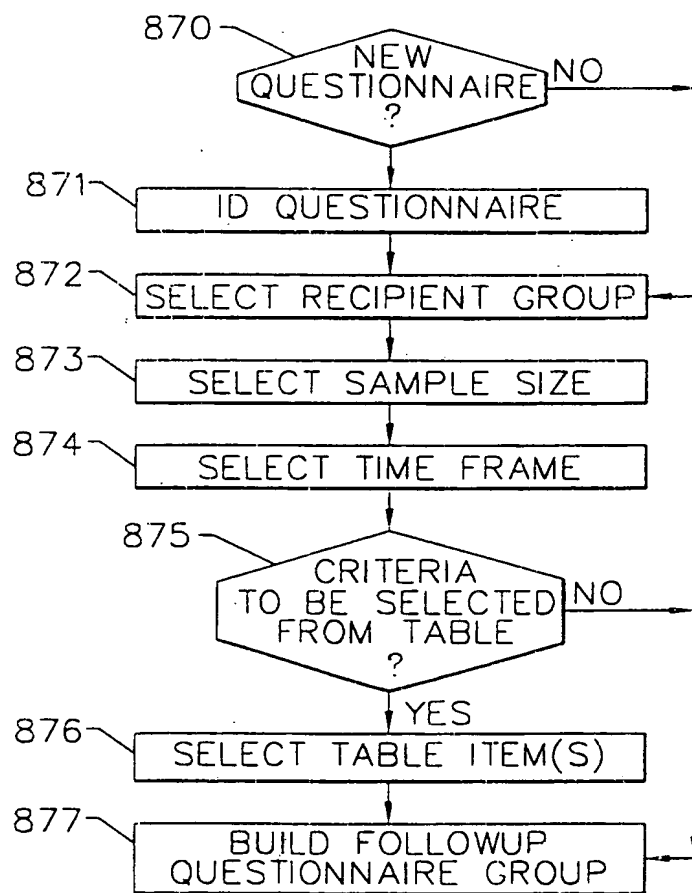 870
NEW
QUESTIONNAIRE
?
NO
871
ID QUESTIONNAIRE
872
SELECT RECIPIENT GROUP
873
SELECT SAMPLE SIZE
874
SELECT TIME FRAME
875
CRITERIA
TO BE SELECTED
FROM TABLE
?
NO
YES
876
SELECT TABLE ITEM(S)
877
BUILD FOLLOWUP
QUESTIONNAIRE GROUP